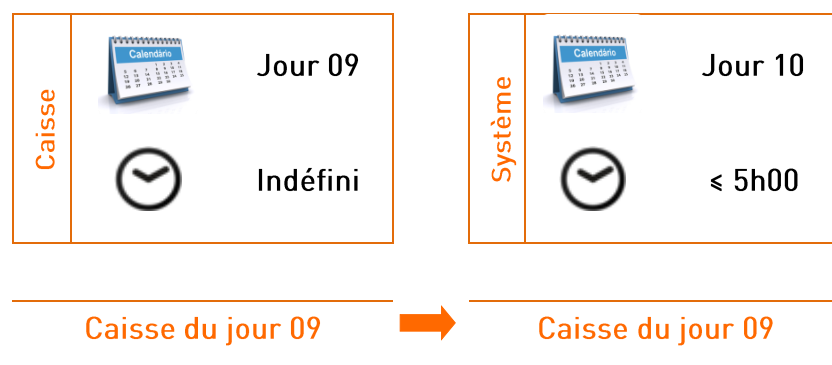 Caisse
Calendário
Jour 09
Indéfini
Caisse du jour 09
Système
Calendário
Jour 10
≤ 5h00
Caisse du jour 09